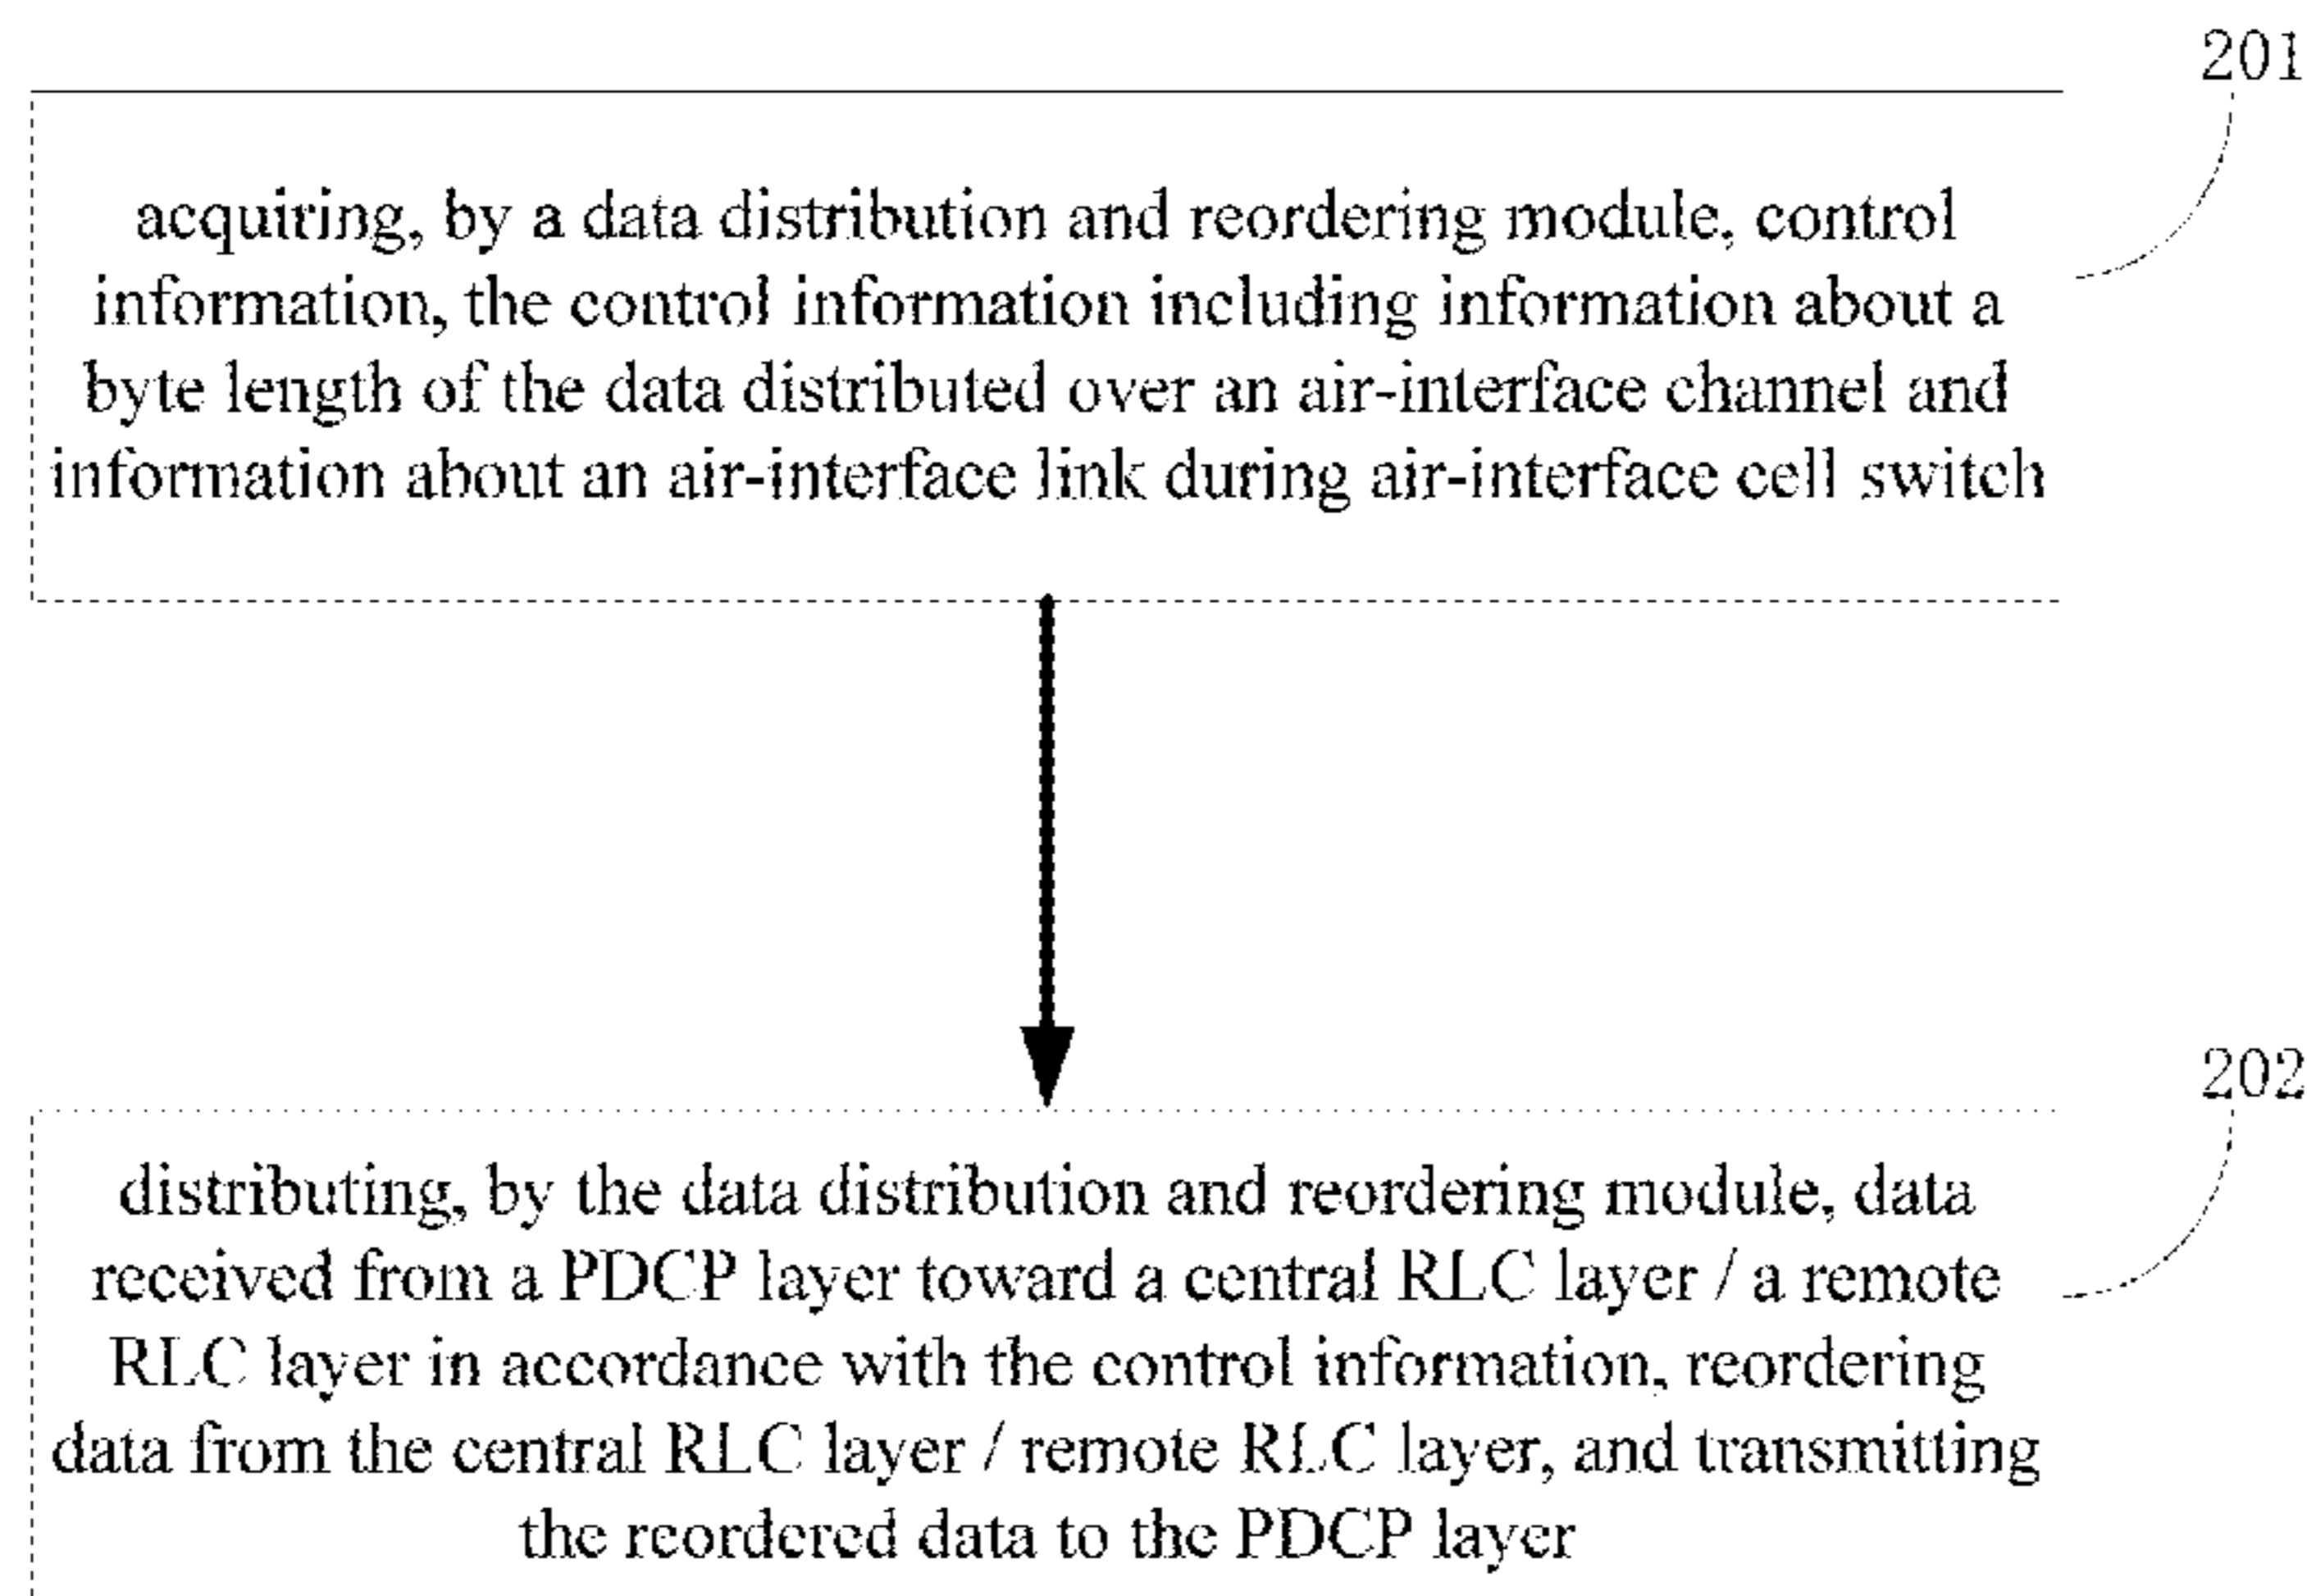 201
acquiring, by a data distribution and reordering module, control
information, the control information including information about a
byte length of the data distributed over an air-interface channel and
information about an air-interface link during air-interface cell switch
202
distributing, by the data distribution and reordering module, data
received from a PDCP layer toward a central RLC layer / a remote
RLC layer in accordance with the control information, reordering
data from the central RLC layer / remote RLC layer, and transmitting
the reordered data to the PDCP layer